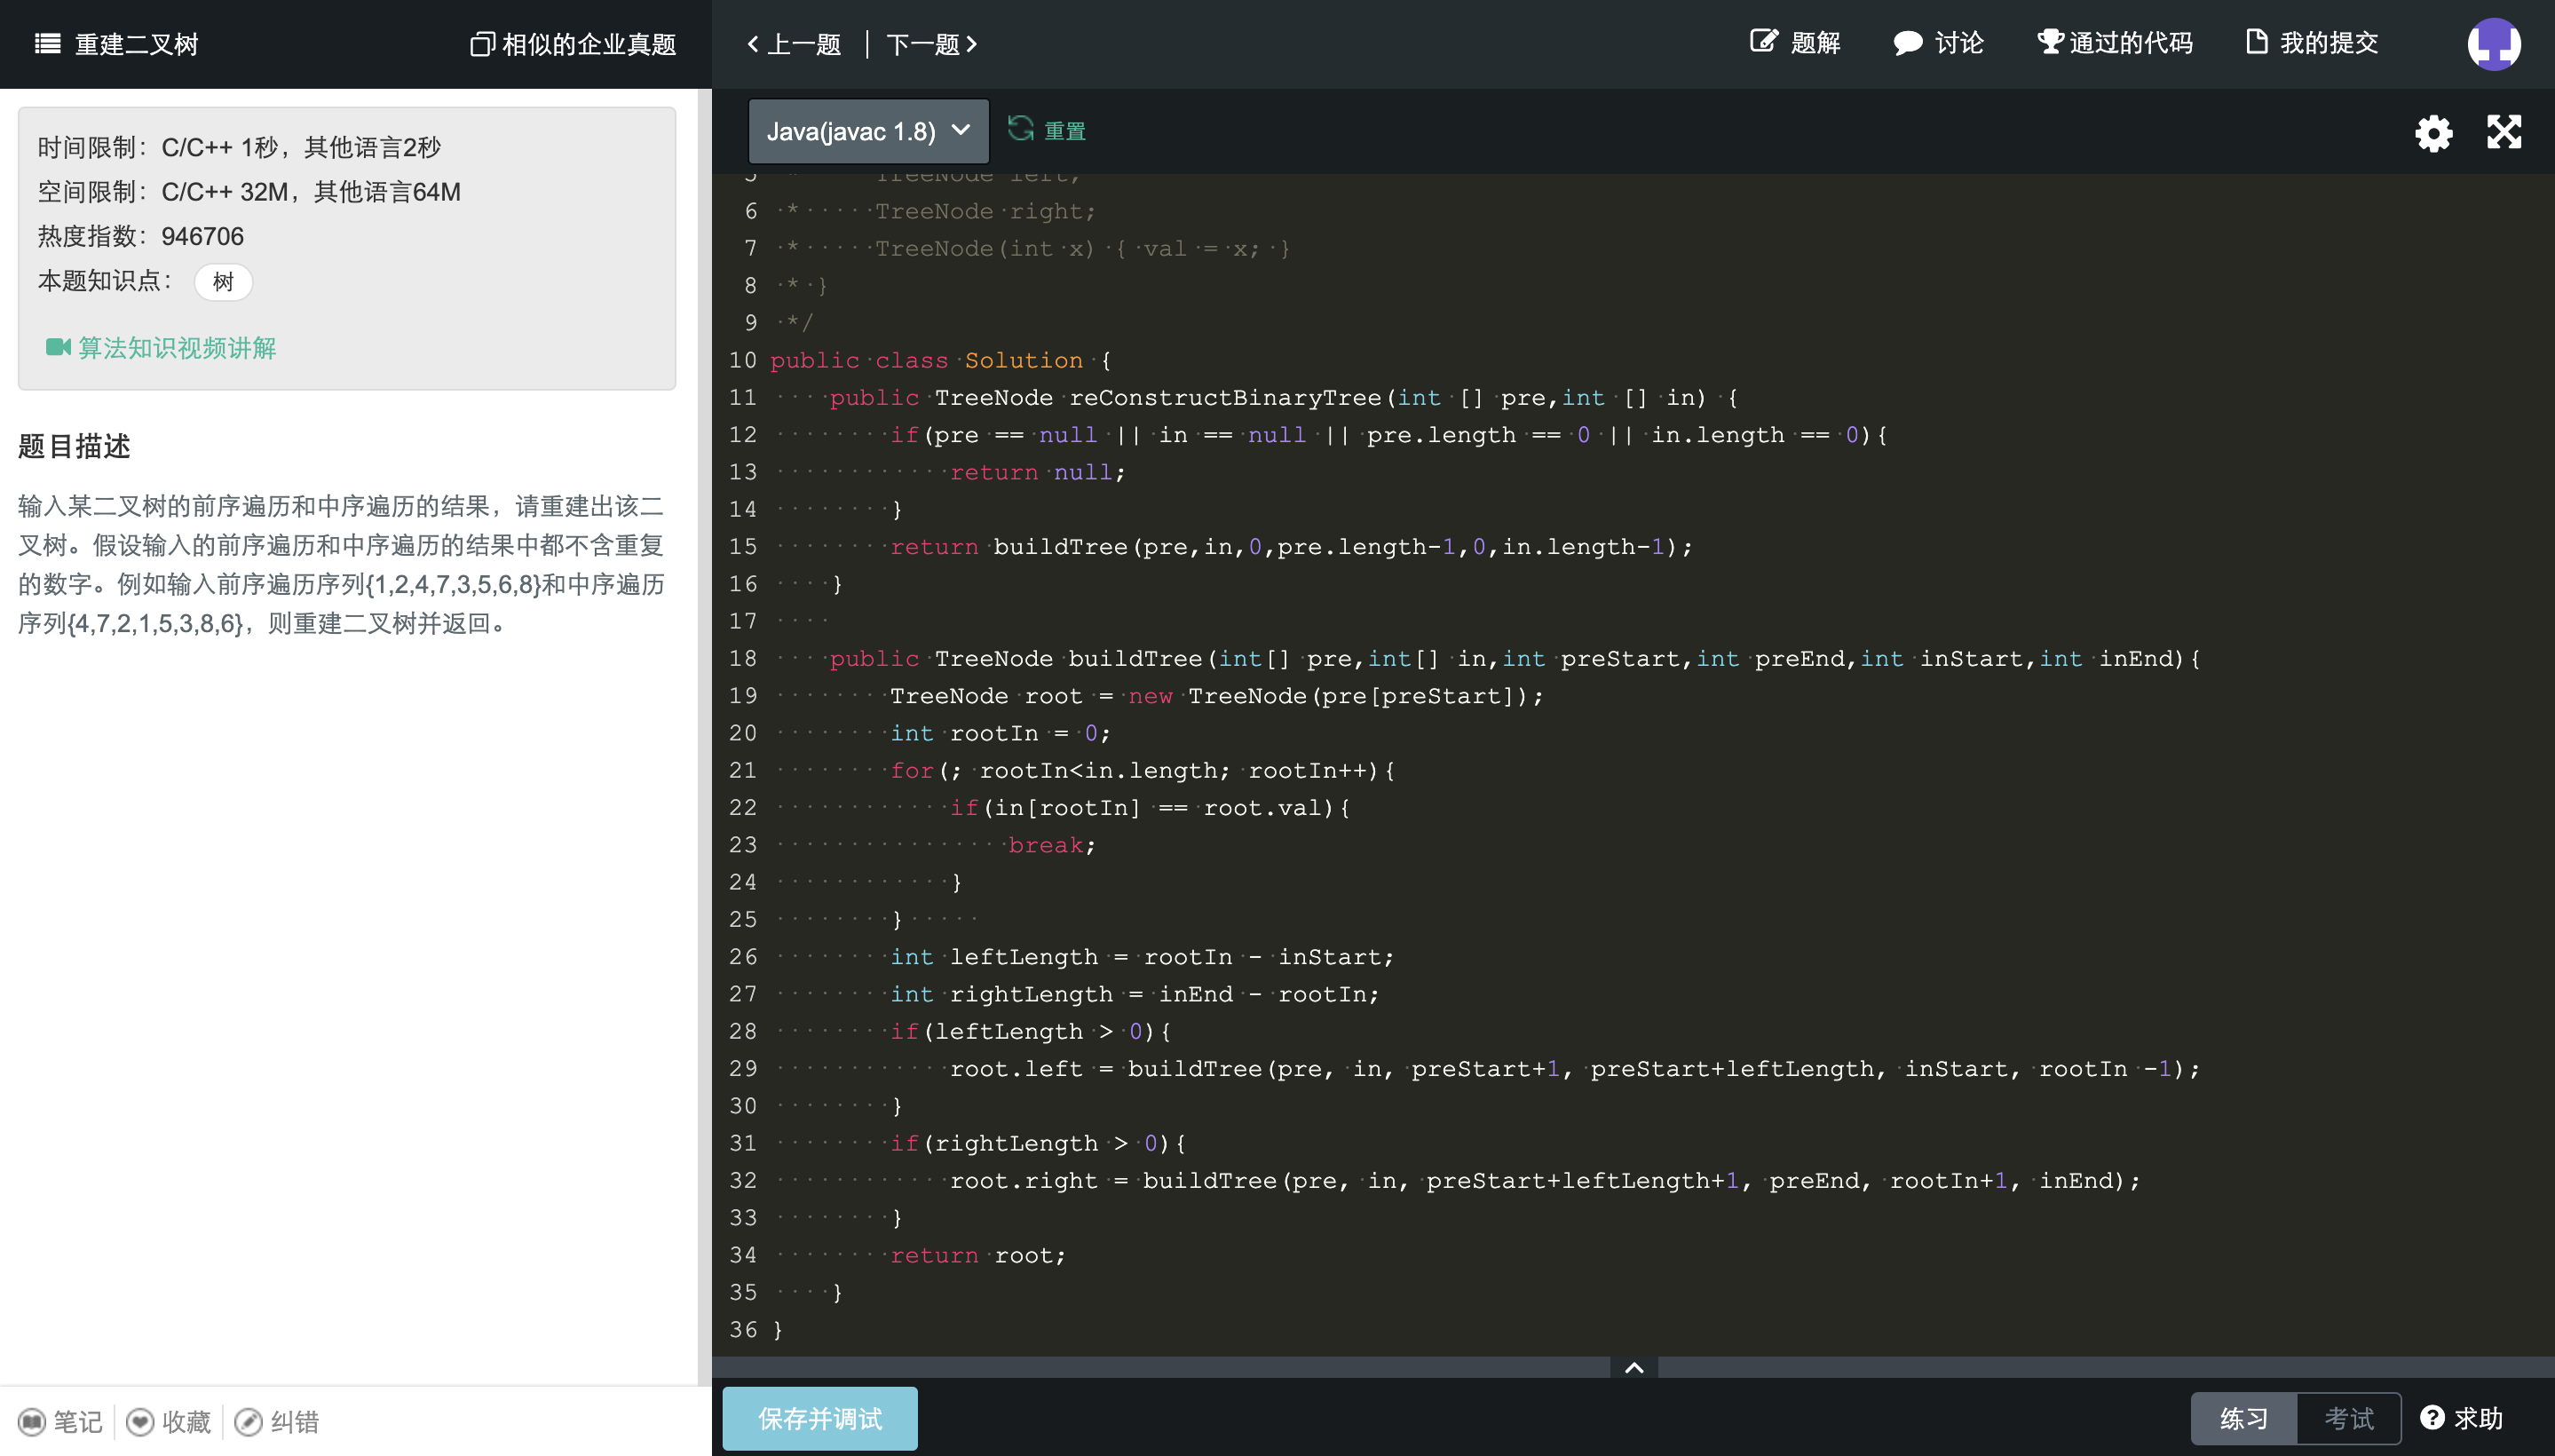 重建二叉树
相似的企业真题
上一题 | 下一题
题解
讨论
通过的代码
我的提交
时间限制：C/C++ 1秒，其他语言2秒
空间限制：C/C++ 32M，其他语言64M
热度指数：946706
本题知识点： 树
算法知识视频讲解
题目描述
输入某二叉树的前序遍历和中序遍历的结果，请重建出该二
叉树。假设输入的前序遍历和中序遍历的结果中都不含重复
的数字。例如输入前序遍历序列{1,2,4,7,3,5,6,8}和中序遍历
序列{4,7,2,1,5,3,8,6}，则重建二叉树并返回。
笔记
收藏
纠错
Java(javac 1.8)
重置
5 * TreeNode left;
6 * TreeNode right;
7 * TreeNode(int x) { val = x; }
8 * }
9 */
10 public class Solution {
11 public TreeNode reConstructBinaryTree(int [] pre,int [] in) {
12 if(pre == null || in == null || pre.length == 0 || in.length == 0){
13 return null;
14 }
15 return buildTree(pre,in,0,pre.length-1,0,in.length-1);
16 }
17
18 public TreeNode buildTree(int[] pre,int[] in,int preStart,int preEnd,int inStart,int inEnd){
19 TreeNode root = new TreeNode(pre[preStart]);
20 int rootIn = 0;
21 for(; rootIn<in.length; rootIn++){
22 if(in[rootIn] == root.val){
23 break;
24 }
25 }
26 int leftLength = rootIn - inStart;
27 int rightLength = inEnd - rootIn;
28 if(leftLength > 0){
29 root.left = buildTree(pre, in, preStart+1, preStart+leftLength, inStart, rootIn -1);
30 }
31 if(rightLength > 0){
32 root.right = buildTree(pre, in, preStart+leftLength+1, preEnd, rootIn+1, inEnd);
33 }
34 return root;
35 }
36 }
保存并调试
练习
考试
求助